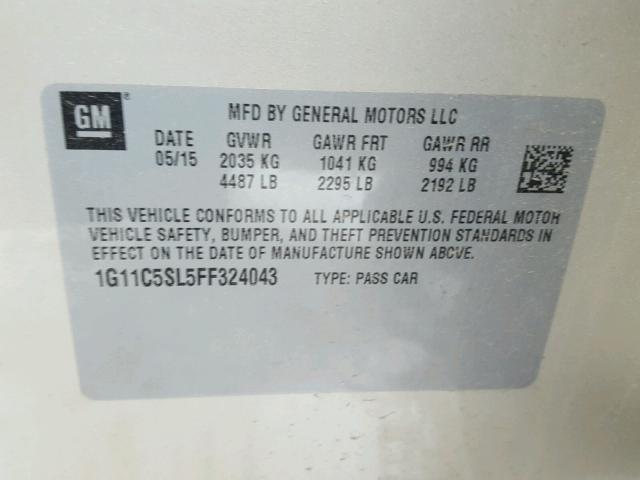 GM ®
MFD BY GENERAL MOTORS LLC
DATE GVWR GAWR FRT GAWR RR
05/15 2035 KG 1041 KG 994 KG
4487 LB 2295 LB 2192 LB
THIS VEHICLE CONFORMS TO ALL APPLICABLE U.S. FEDERAL MOTOR
VEHICLE SAFETY, BUMPER, AND THEFT PREVENTION STANDARDS IN
EFFECT ON THE DATE OF MANUFACTURE SHOWN ABOVE.
1G11C5SL5FF324043 TYPE: PASS CAR